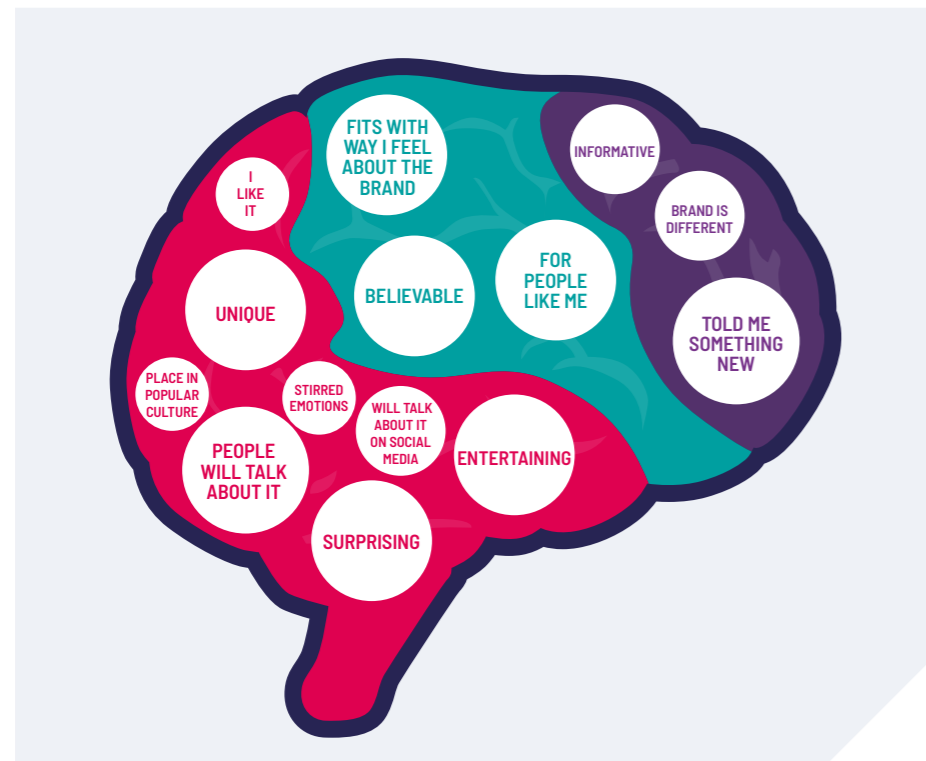 I
LIKE
IT
UNIQUE
PLACE IN
POPULAR
CULTURE
STIRRED
EMOTIONS
PEOPLE
WILL TALK
ABOUT IT
WILL TALK
ABOUT IT
ON SOCIAL
MEDIA
ENTERTAINING
SURPRISING
FITS WITH
WAY I FEEL
ABOUT THE
BRAND
BELIEVABLE
FOR
PEOPLE
LIKE ME
INFORMATIVE
BRAND IS
DIFFERENT
TOLD ME
SOMETHING
NEW